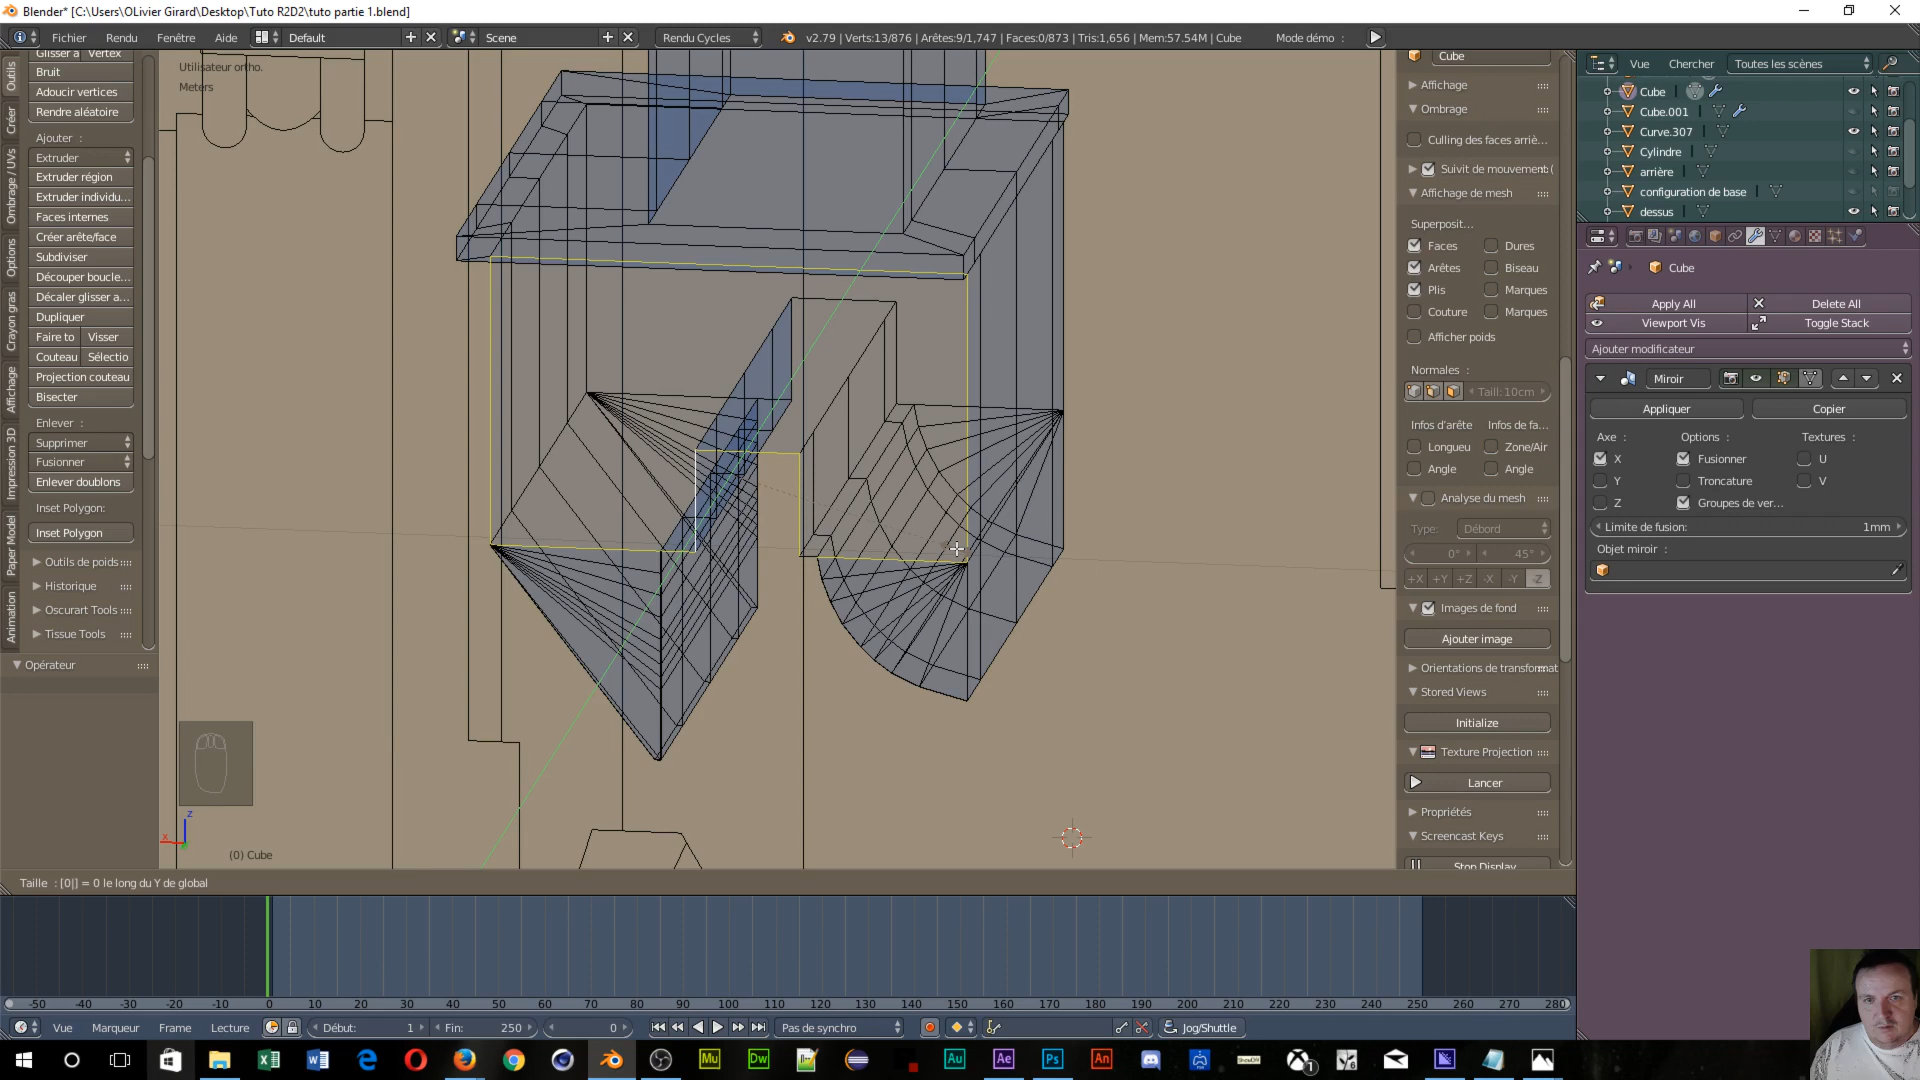 Blender* [C:\Users\OLivier Girard\Desktop\Tuto R2D2\tuto partie 1.blend]
Fichier Rendu Fenêtre Aide Default Scene Rendu Cycles v2.79 | Verts:13/876 | Arêtes:9/1,747 | Faces:0/873 | Tris:1,656 | Mem:57.54M | Cube Mode démo :
Outils
Créer
Ombrage / UVs
Options
Crayon gras
Affichage
Impression 3D
Paper Model
Animation
Glisser a Vertex
Bruit
Adoucir vertices
Rendre aléatoire
Ajouter :
Extruder
Extruder région
Extruder individu...
Faces internes
Créer arête/face
Subdiviser
Découper boucle...
Décaler glisser a...
Dupliquer
Faire to Visser
Couteau Sélectio
Projection couteau
Bisecter
Enlever :
Supprimer
Fusionner
Enlever doublons
Inset Polygon:
Inset Polygon
Outils de poids
Historique
Oscurart Tools
Tissue Tools
Opérateur
Utilisateur ortho.
Meters
z
x
(0) Cube
Taille : [0|] = 0 le long du Y de global
Cube
Affichage
Ombrage
Culling des faces arriè...
Suivit de mouvement (
Affichage de mesh
Superposit...
Faces Dures
Arêtes Biseau
Plis Marques
Couture Marques
Afficher poids
Normales :
Taill: 10cm
Infos d'arête Infos de fa...
Longueu Zone/Air
Angle Angle
Analyse du mesh
Type: Débord
0° 45°
+X +Y +Z -X -Y -Z
Images de fond
Ajouter image
Orientations de transformat
Stored Views
Initialize
Texture Projection
Lancer
Propriétés
Screencast Keys
Stop Display
Vue Chercher Toutes les scènes
Cube
Cube.001
Curve.307
Cylindre
arrière
configuration de base
dessus
Cube
Apply All Delete All
Viewport Vis Toggle Stack
Ajouter modificateur
Miroir
Appliquer Copier
Axe : Options : Textures :
X Fusionner U
Y Troncature V
Z Groupes de ver...
Limite de fusion: 1mm
Objet miroir :
-50 -40 -30 -20 -10 0 10 20 30 40 50 60 70 80 90 100 110 120 130 140 150 160 170 180 190 200 210 220 230 240 250 260 270 280
Vue Marqueur Frame Lecture Début: 1 Fin: 250 0 Pas de synchro Jog/Shuttle
Mu Dw Au Ae Ps An 1